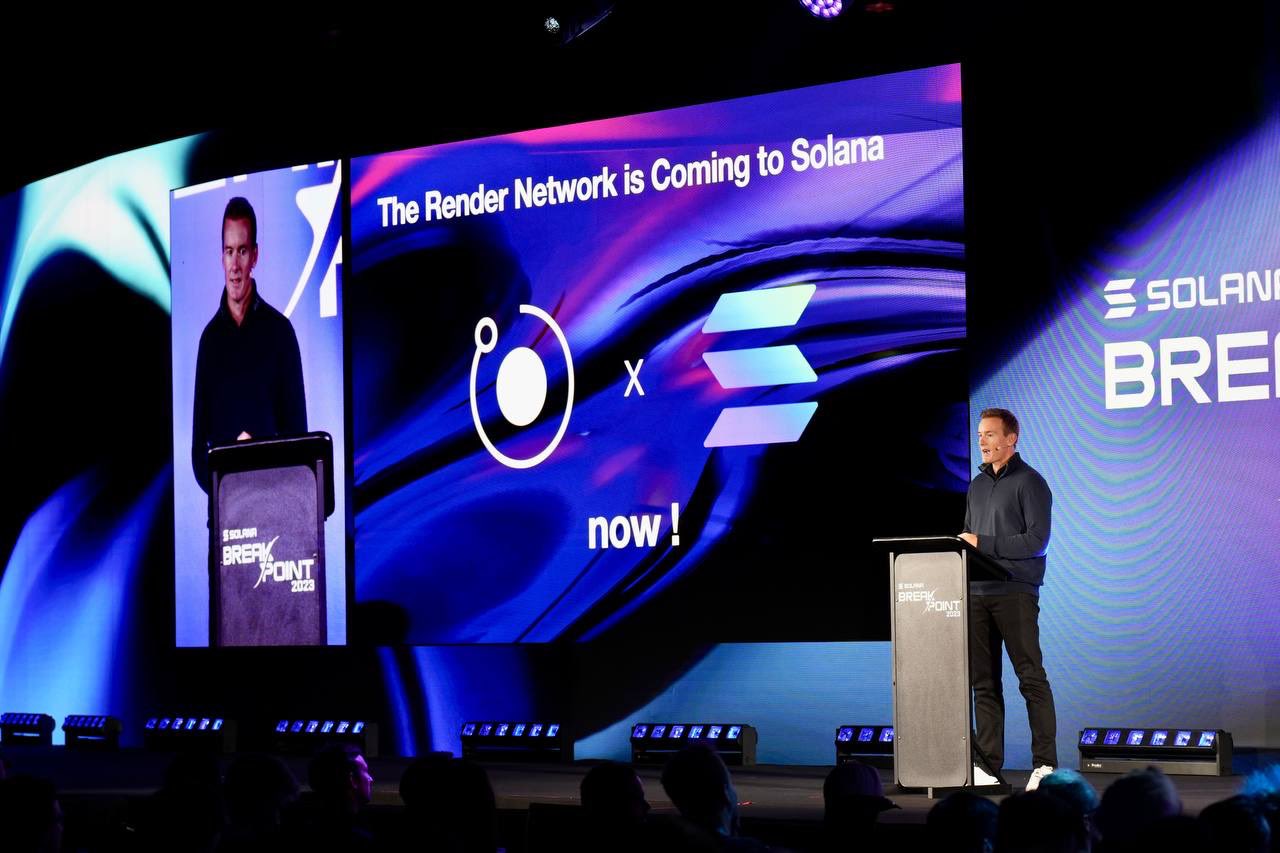 The Render Network is Coming to Solana
X
now !
SOLANA
BREAK
POINT
2023
SOLANA
BREAK
POINT
2023
SOLANA
BRE